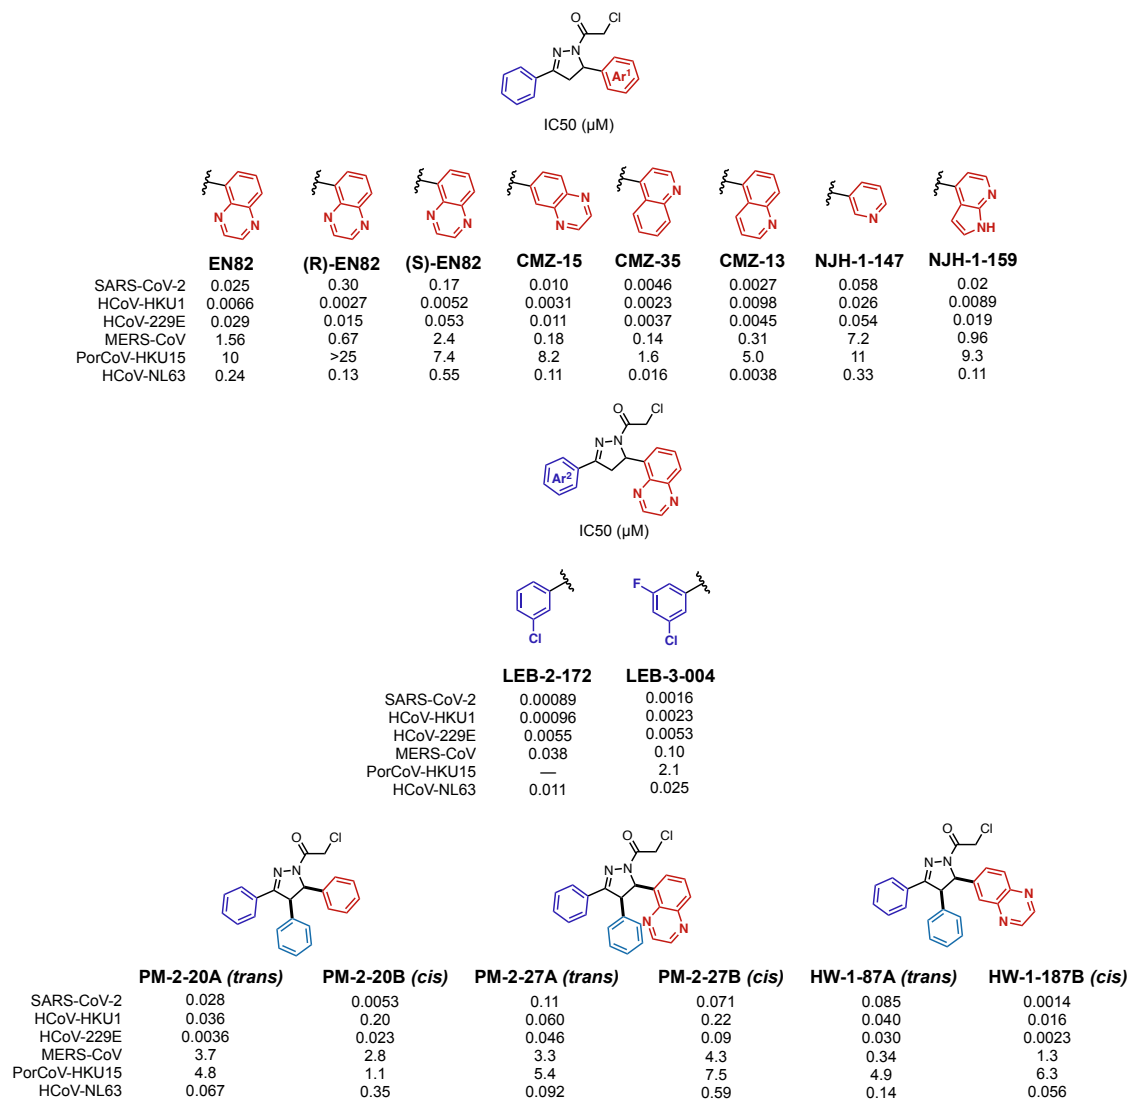 O
Cl
N
N
Ar¹
IC50 (µM)
N N N N N N N N
N N N N N NH
EN82 (R)-EN82 (S)-EN82 CMZ-15 CMZ-35 CMZ-13 NJH-1-147 NJH-1-159
SARS-CoV-2 0.025 0.30 0.17 0.010 0.0046 0.0027 0.058 0.02
HCoV-HKU1 0.0066 0.0027 0.0052 0.0031 0.0023 0.0098 0.026 0.0089
HCoV-229E 0.029 0.015 0.053 0.011 0.0037 0.0045 0.054 0.019
MERS-CoV 1.56 0.67 2.4 0.18 0.14 0.31 7.2 0.96
PorCoV-HKU15 10 >25 7.4 8.2 1.6 5.0 11 9.3
HCoV-NL63 0.24 0.13 0.55 0.11 0.016 0.0038 0.33 0.11
O
Cl
N
N
Ar²
N
N
IC50 (µM)
F
Cl Cl
LEB-2-172 LEB-3-004
SARS-CoV-2 0.00089 0.0016
HCoV-HKU1 0.00096 0.0023
HCoV-229E 0.0055 0.0053
MERS-CoV 0.038 0.10
PorCoV-HKU15 — 2.1
HCoV-NL63 0.011 0.025
O Cl O Cl O Cl
N N N N N N
N N N N
PM-2-20A (trans) PM-2-20B (cis) PM-2-27A (trans) PM-2-27B (cis) HW-1-87A (trans) HW-1-187B (cis)
SARS-CoV-2 0.028 0.0053 0.11 0.071 0.085 0.0014
HCoV-HKU1 0.036 0.20 0.060 0.22 0.040 0.016
HCoV-229E 0.0036 0.023 0.046 0.09 0.030 0.0023
MERS-CoV 3.7 2.8 3.3 4.3 0.34 1.3
PorCoV-HKU15 4.8 1.1 5.4 7.5 4.9 6.3
HCoV-NL63 0.067 0.35 0.092 0.59 0.14 0.056